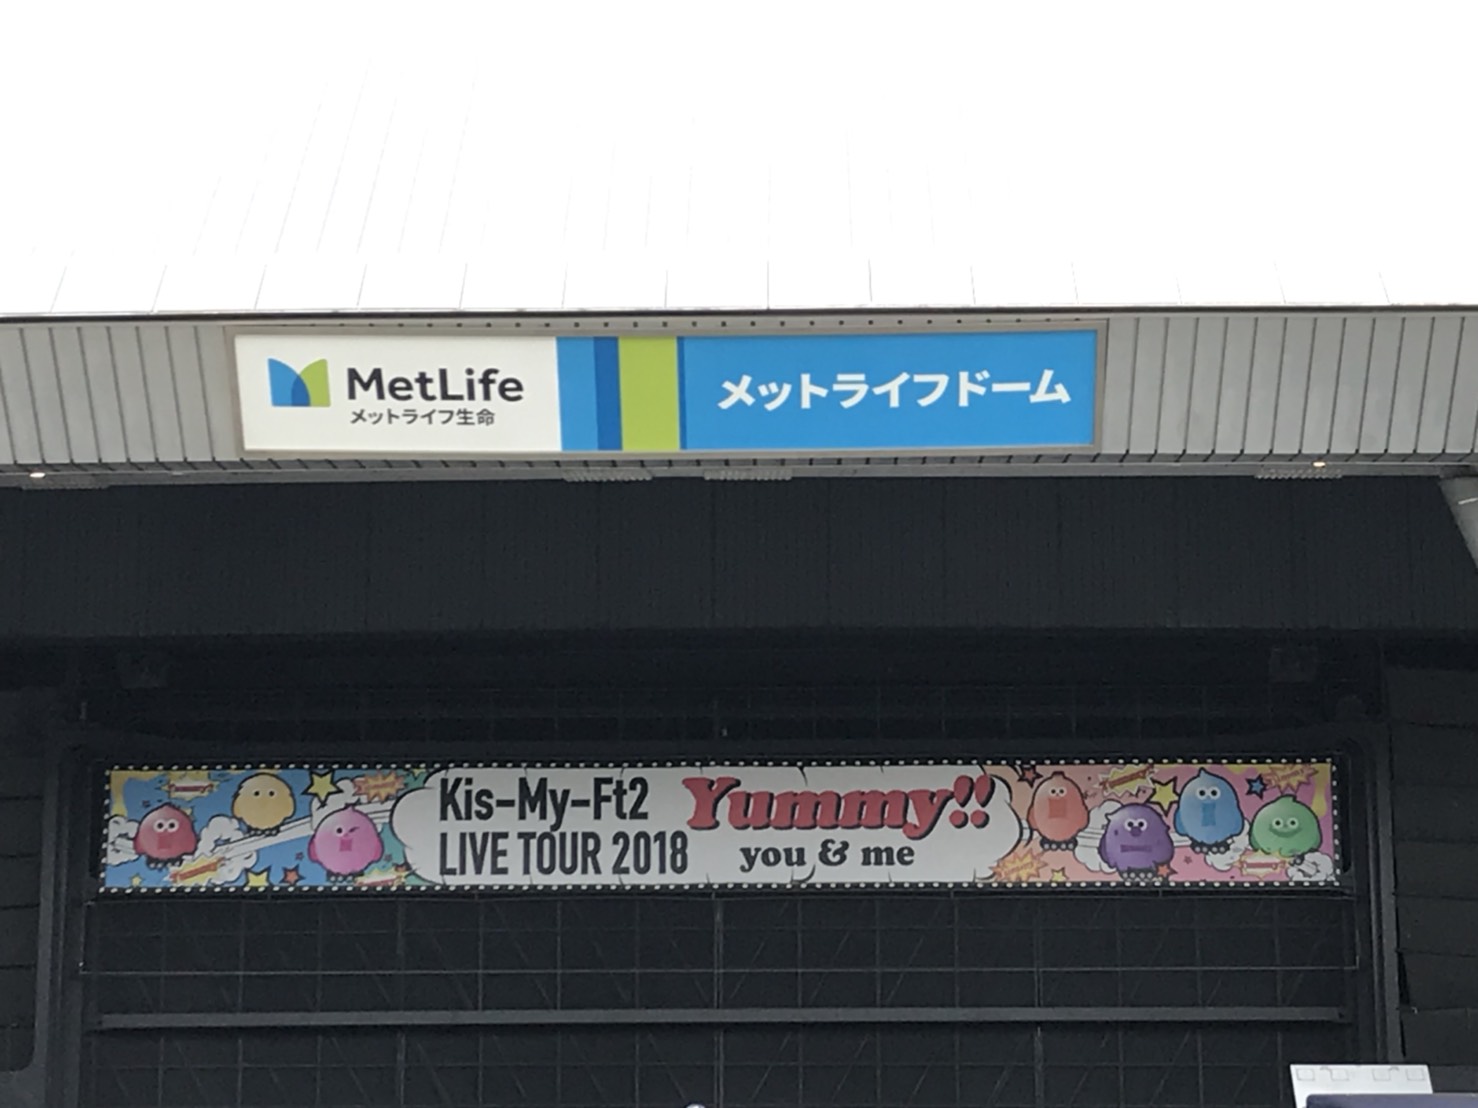 MetLife
メットライフ生命
メットライフドーム
Kis-My-Ft2
LIVE TOUR 2018
Yummy!!
you & me